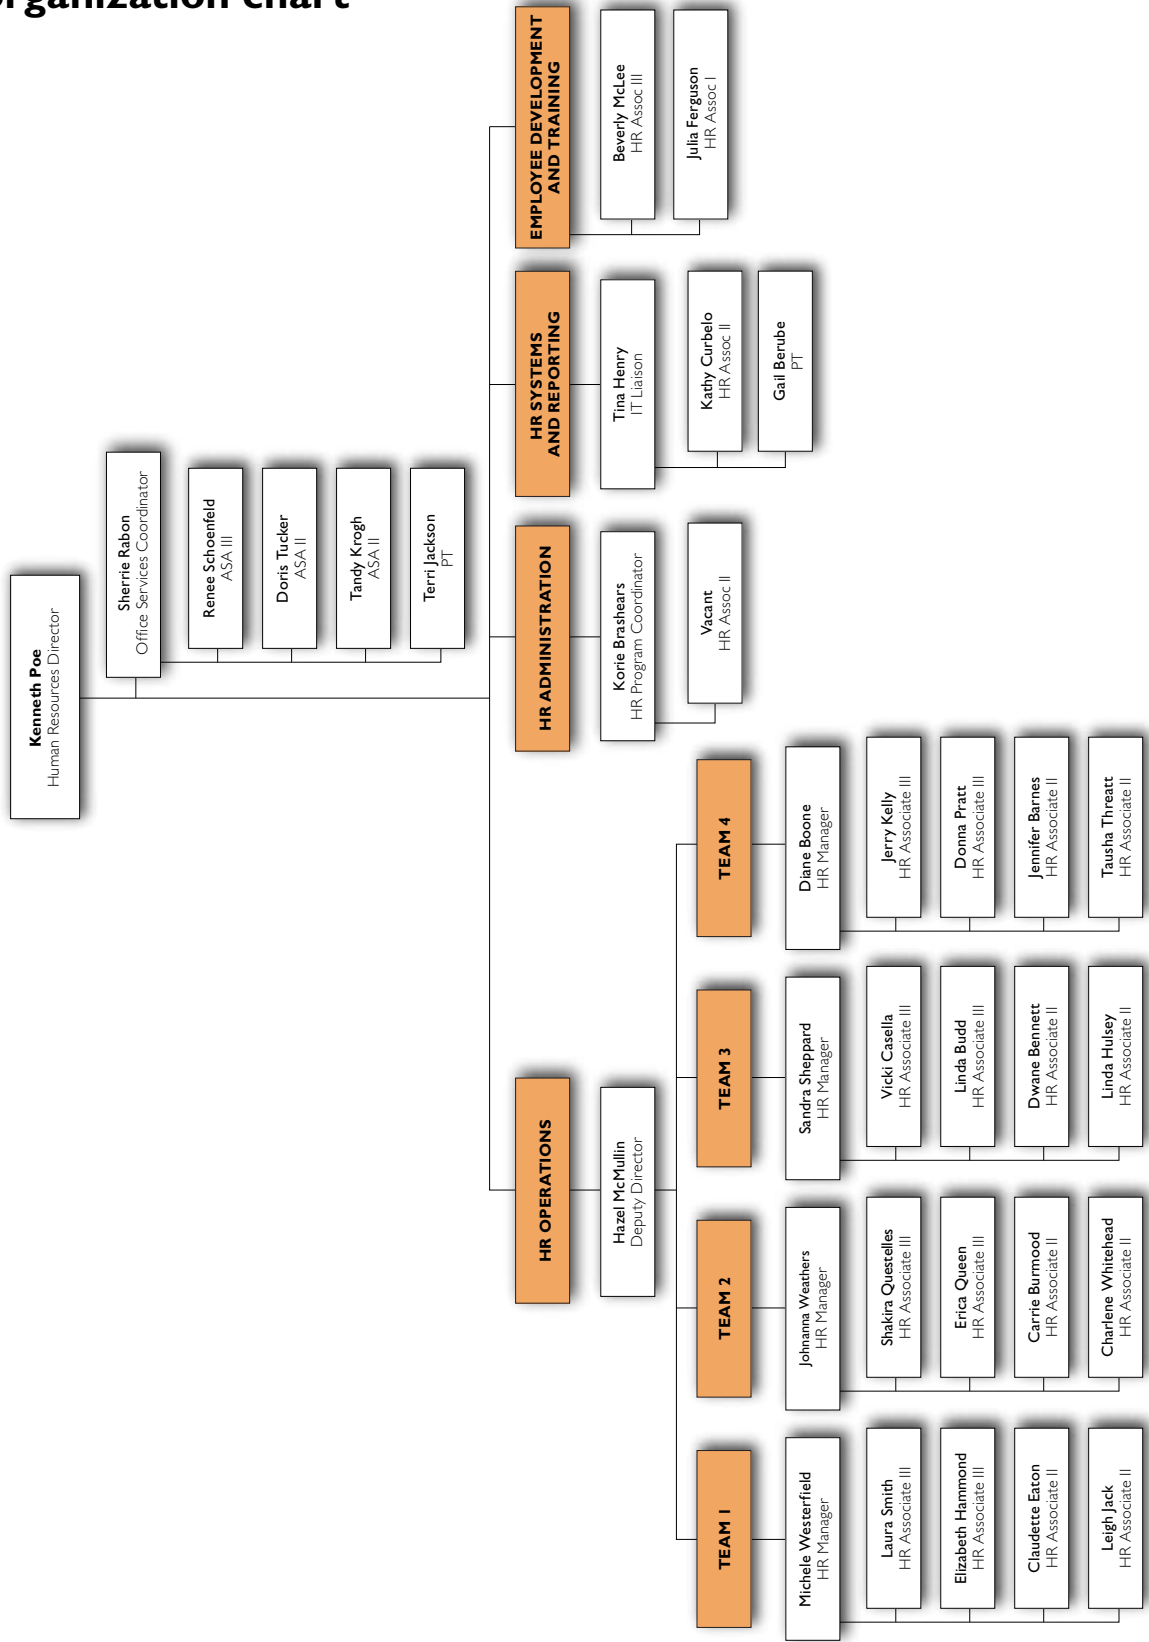 organization chart
Kenneth Poe
Human Resources Director
Sherrie Rabon
Office Services Coordinator
Renee Schoenfeld
ASA III
Doris Tucker
ASA II
Tandy Krogh
ASA II
Terri Jackson
PT
HR OPERATIONS
Hazel McMullin
Deputy Director
TEAM 1
Michele Westerfield
HR Manager
Laura Smith
HR Associate III
Elizabeth Hammond
HR Associate III
Claudette Eaton
HR Associate II
Leigh Jack
HR Associate II
TEAM 2
Johnanna Weathers
HR Manager
Shakira Questelles
HR Associate III
Erica Queen
HR Associate III
Carrie Burmood
HR Associate II
Charlene Whitehead
HR Associate II
TEAM 3
Sandra Sheppard
HR Manager
Vicki Casella
HR Associate III
Linda Budd
HR Associate III
Dwane Bennett
HR Associate II
Linda Hulsey
HR Associate II
TEAM 4
Diane Boone
HR Manager
Jerry Kelly
HR Associate III
Donna Pratt
HR Associate III
Jennifer Barnes
HR Associate II
Tausha Threatt
HR Associate II
HR ADMINISTRATION
Korie Brashears
HR Program Coordinator
Vacant
HR Assoc II
HR SYSTEMS
AND REPORTING
Tina Henry
IT Liaison
Kathy Curbelo
HR Assoc II
Gail Berube
PT
EMPLOYEE DEVELOPMENT
AND TRAINING
Beverly McLee
HR Assoc III
Julia Ferguson
HR Assoc I